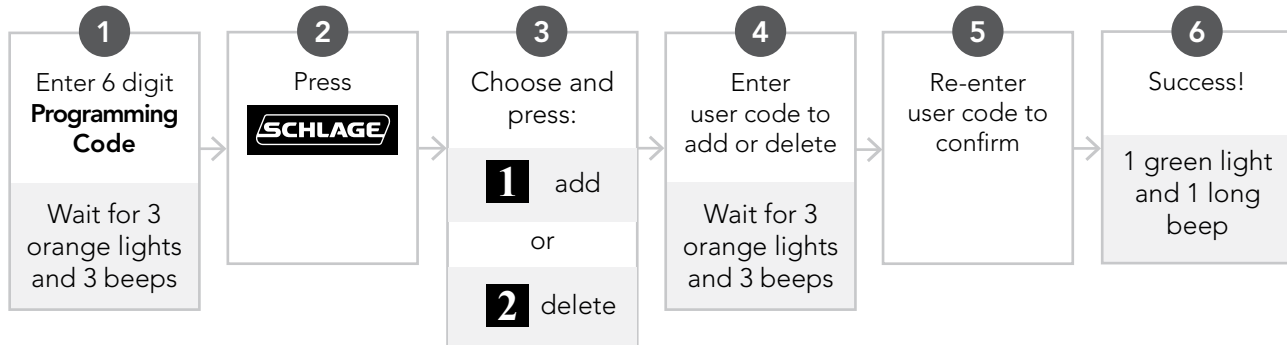 1
Enter 6 digit
Programming
Code
Wait for 3
orange lights
and 3 beeps
2
Press
SCHLAGE
3
Choose and
press:
1 add
or
2 delete
4
Enter
user code to
add or delete
Wait for 3
orange lights
and 3 beeps
5
Re-enter
user code to
confirm
6
Success!
1 green light
and 1 long
beep